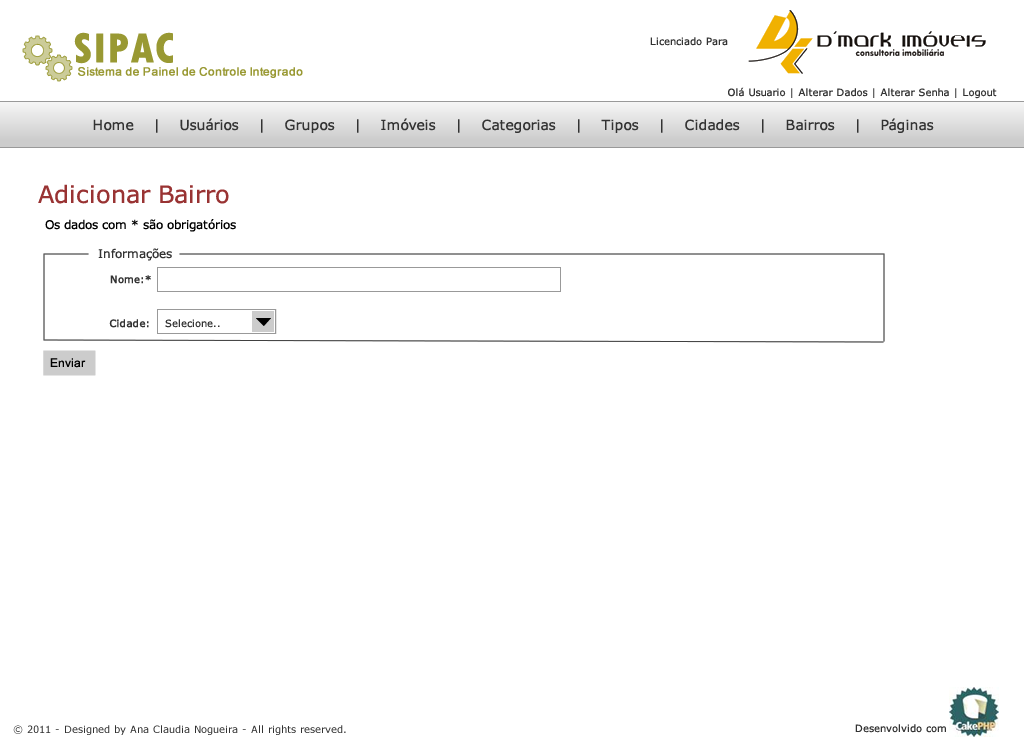 SIPAC
Sistema de Painel de Controle Integrado
Licenciado Para
D'mark imóveis
consultoria imobiliária
Olá Usuario | Alterar Dados | Alterar Senha | Logout
Home | Usuários | Grupos | Imóveis | Categorias | Tipos | Cidades | Bairros | Páginas
Adicionar Bairro
Os dados com * são obrigatórios
Informações
Nome:*
Cidade: Selecione..
Enviar
© 2011 - Designed by Ana Claudia Nogueira - All rights reserved.
Desenvolvido com
CakePHP